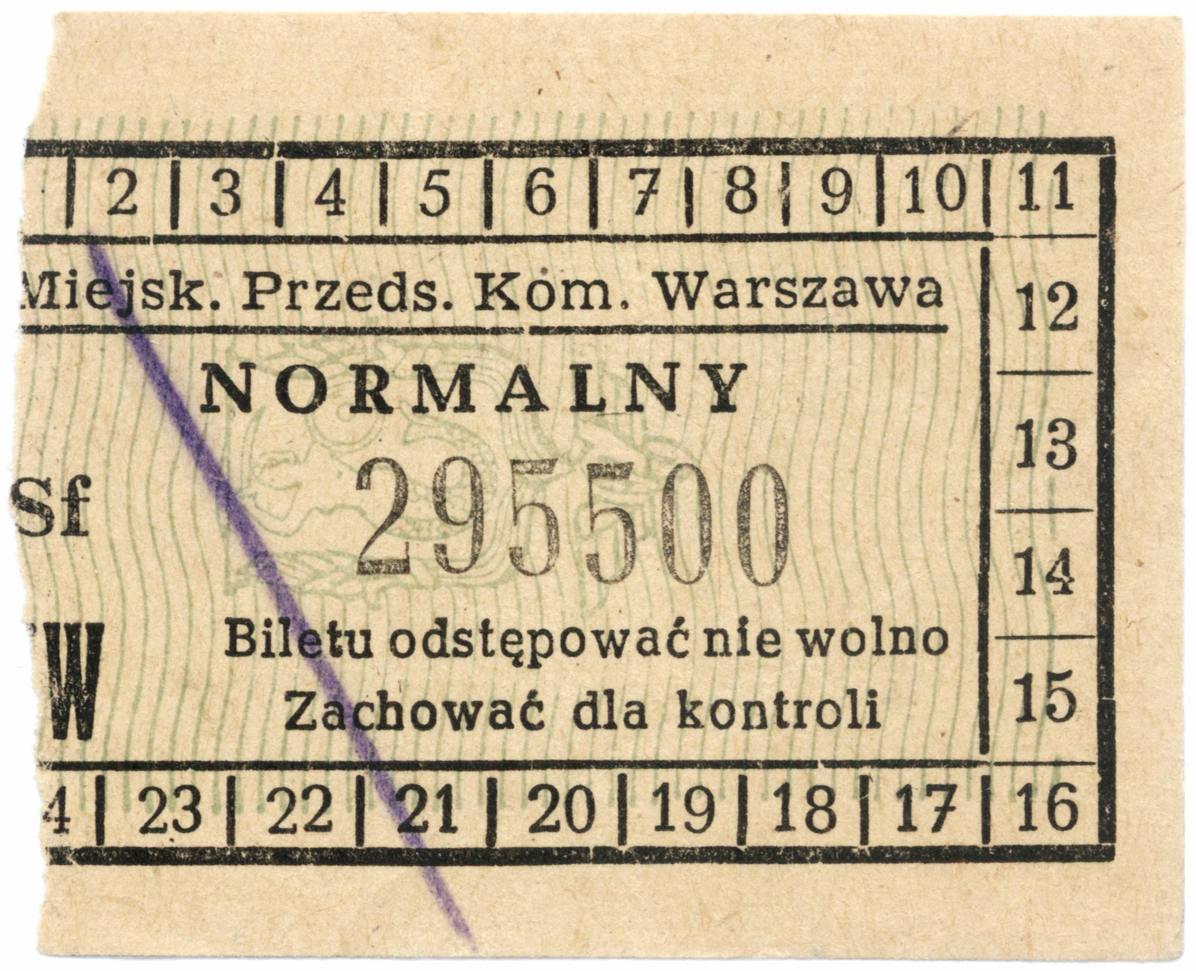 2 3 4 5 6 7 8 9 10 11
Miejsk. Przeds. Kom. Warszawa
12
NORMALNY
13
Sf
295500
14
Biletu odstępować nie wolno
W
Zachować dla kontroli
15
4 23 22 21 20 19 18 17 16